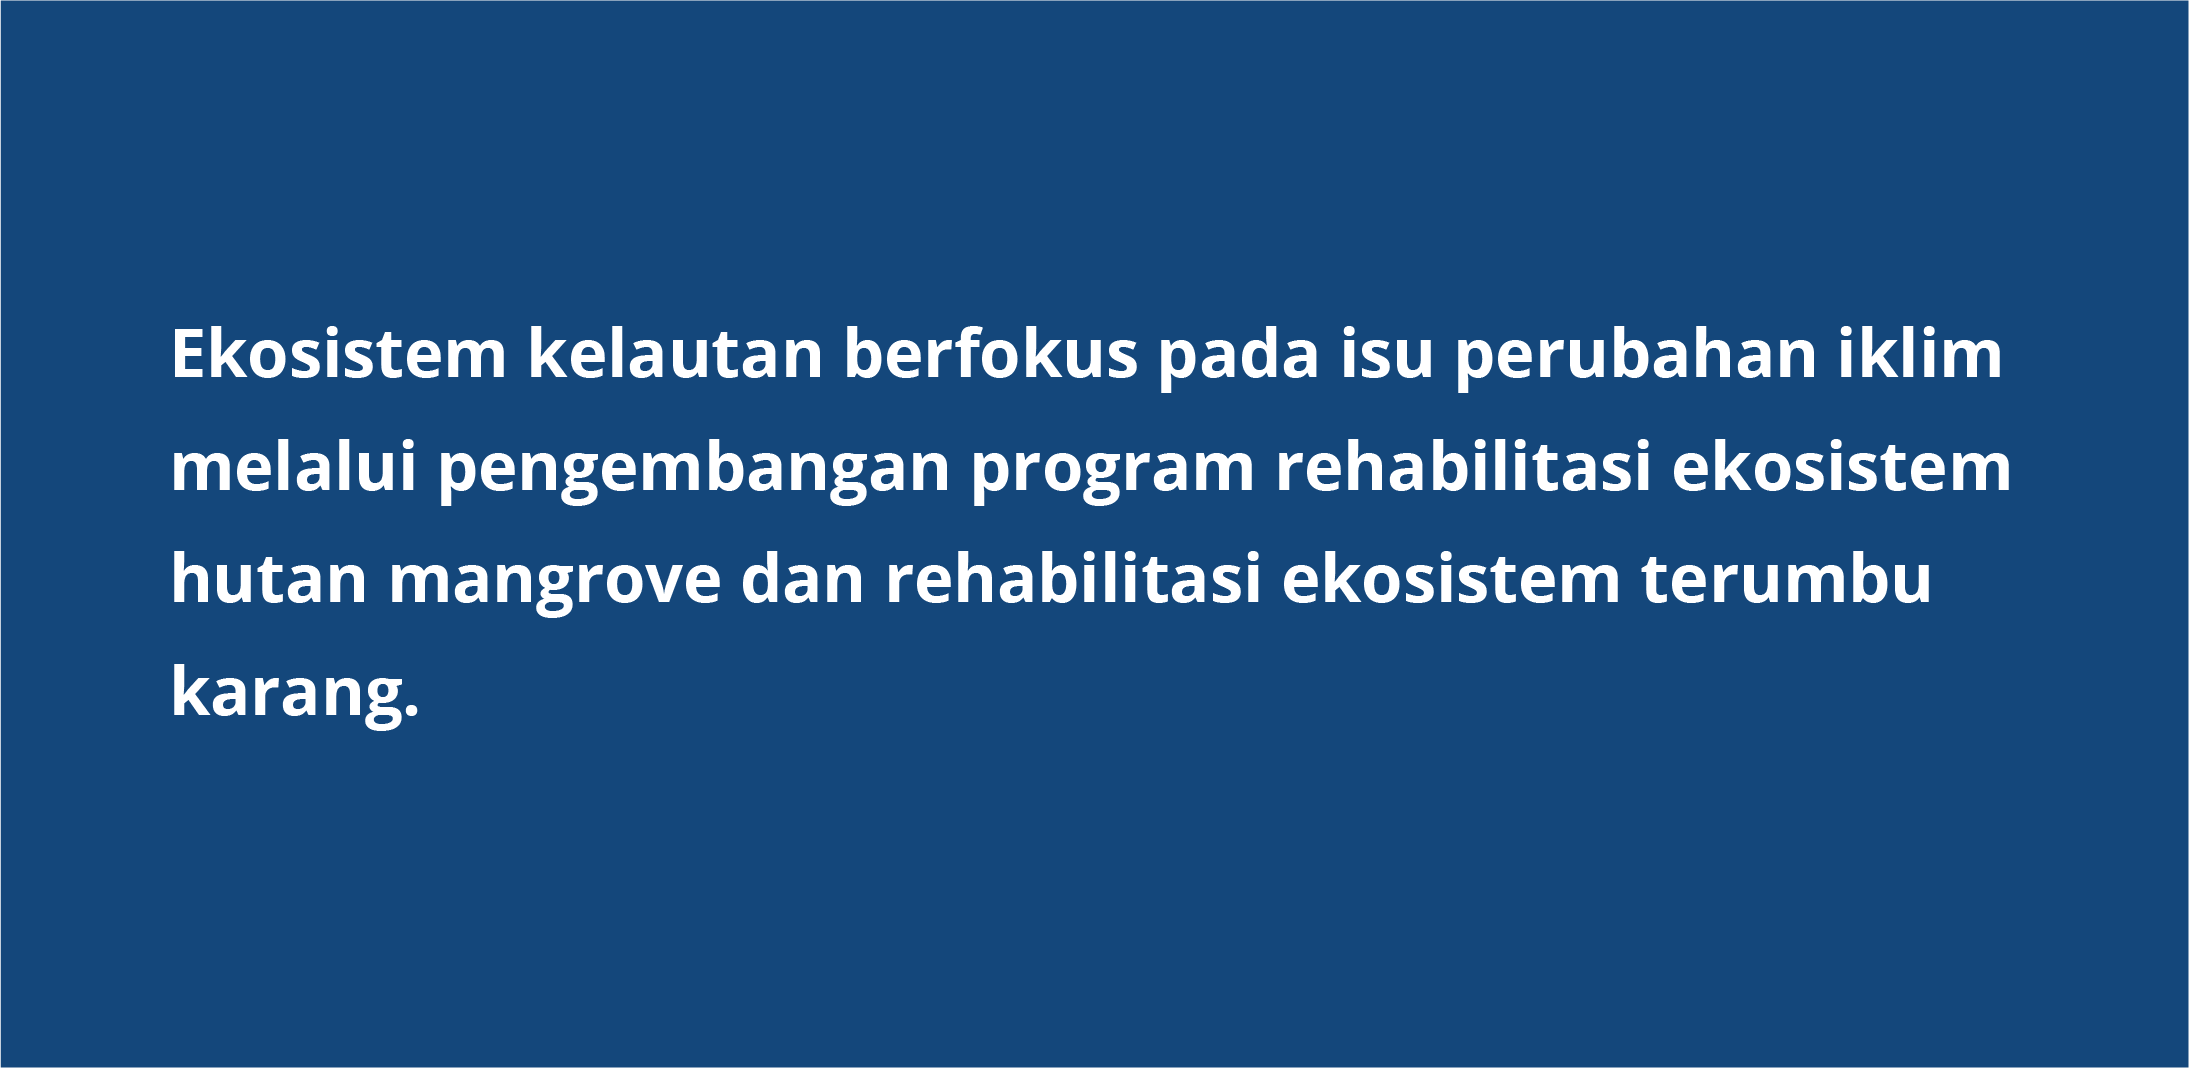 Ekosistem kelautan berfokus pada isu perubahan iklim
melalui pengembangan program rehabilitasi ekosistem
hutan mangrove dan rehabilitasi ekosistem terumbu
karang.